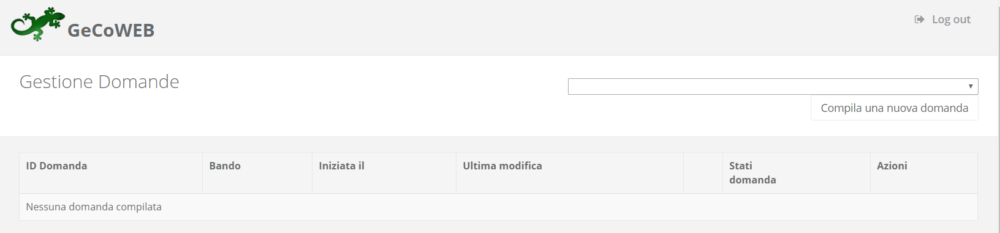 GeCoWEB
Log out
Gestione Domande
Compila una nuova domanda
ID Domanda
Bando
Iniziata il
Ultima modifica
Stati
domanda
Azioni
Nessuna domanda compilata